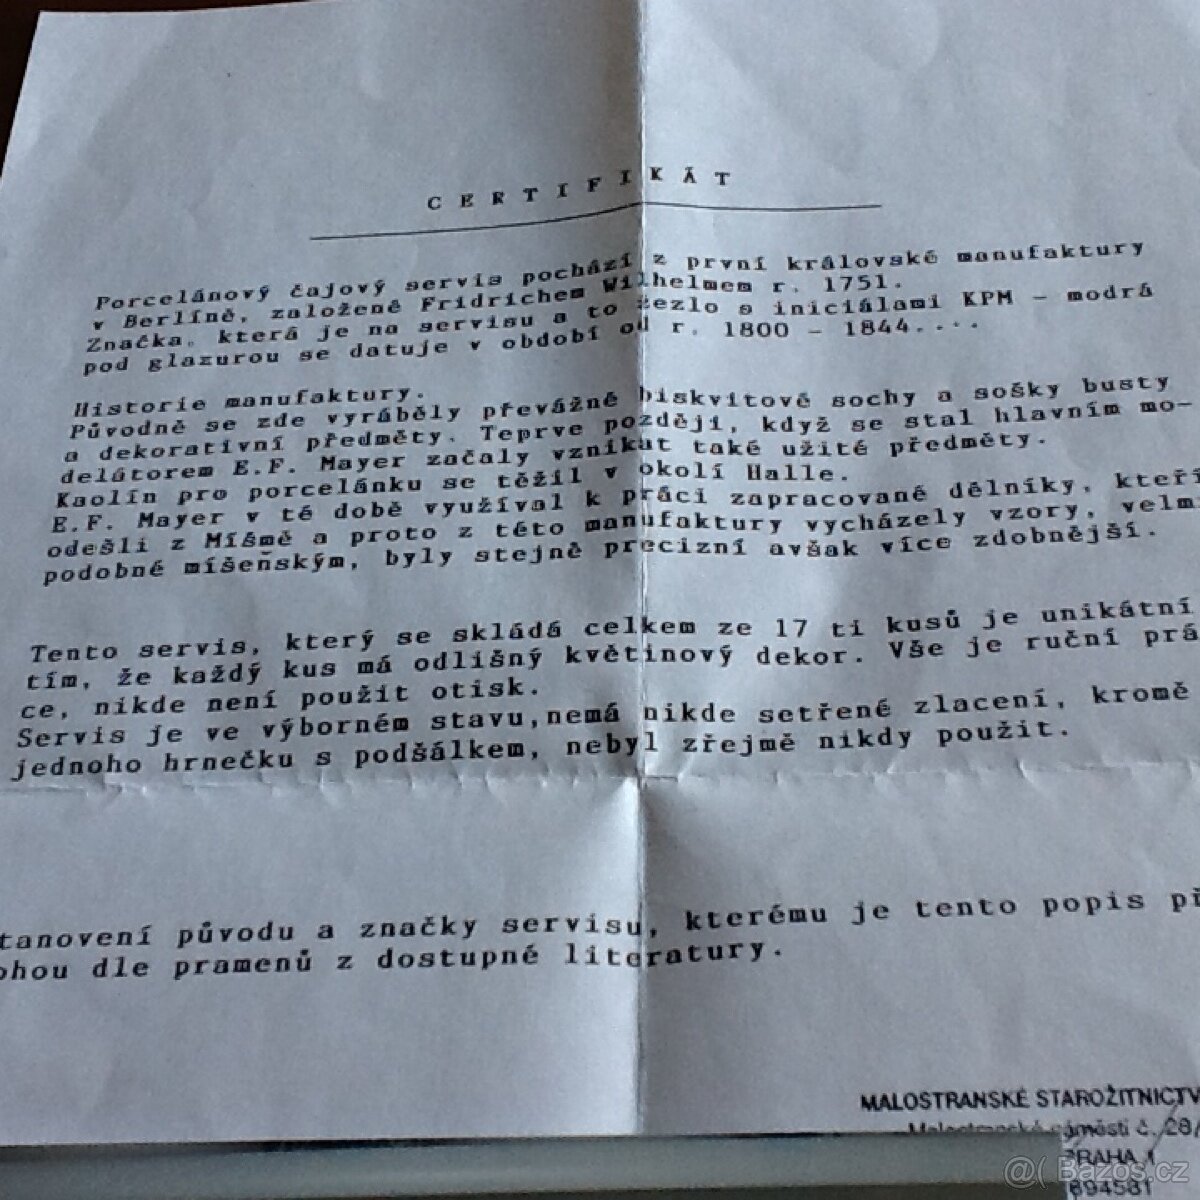 CERTIFIKÁT
Porcelánový čajový servis pochází z první královské manufaktury
v Berlíně, založené Fridrichem Wilhelmem r. 1751.
Značka, která je na servisu a to žezlo s iniciálami KPM - modrá
pod glazurou se datuje v období od r. 1800 - 1844....
Historie manufaktury.
Původně se zde vyráběly převážně biskvitové sochy a sošky busty
a dekorativní předměty. Teprve později, když se stal hlavním mo-
delátorem E.F. Mayer začaly vznikat také užité předměty.
Kaolín pro porcelánku se těžil v okolí Halle.
E.F. Mayer v té době využíval k práci zapracované dělníky, kteří
odešli z Míšně a proto z této manufaktury vycházely vzory, velm
podobné míšeňským, byly stejně precizní avšak více zdobnější.
Tento servis, který se skládá celkem ze 17 ti kusů je unikátní
tím, že každý kus má odlišný květinový dekor. Vše je ruční prá
ce, nikde není použit otisk.
Servis je ve výborném stavu,nemá nikde setřené zlacení, kromě
jednoho hrnečku s podšálkem, nebyl zřejmě nikdy použit.
tanovení původu a značky servisu, kterému je tento popis př
ohou dle pramenů z dostupné literatury.
MALOSTRANSKÉ STAROŽITNICTV
Malostranské náměstí č. 28/
PRAHA 1
894581
@( Bazos.cz